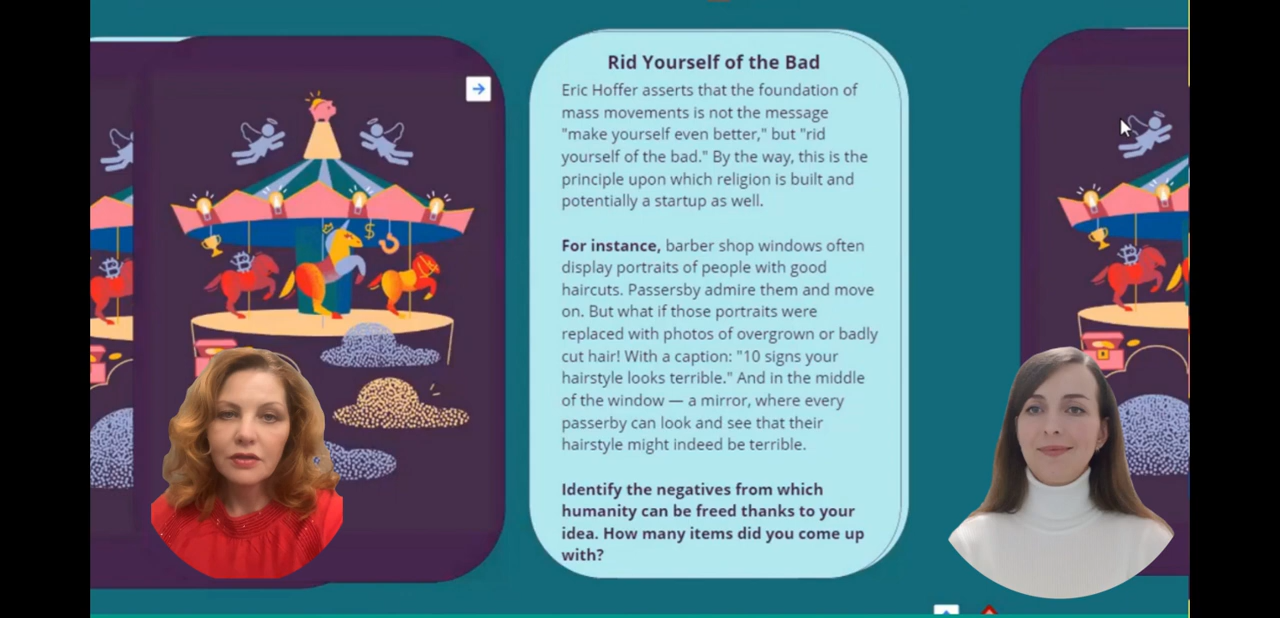 Rid Yourself of the Bad
Eric Hoffer asserts that the foundation of
mass movements is not the message
"make yourself even better," but "rid
yourself of the bad." By the way, this is the
principle upon which religion is built and
potentially a startup as well.
For instance, barber shop windows often
display portraits of people with good
haircuts. Passersby admire them and move
on. But what if those portraits were
replaced with photos of overgrown or badly
cut hair! With a caption: "10 signs your
hairstyle looks terrible." And in the middle
of the window — a mirror, where every
passerby can look and see that their
hairstyle might indeed be terrible.
Identify the negatives from which
humanity can be freed thanks to your
idea. How many items did you come up
with?